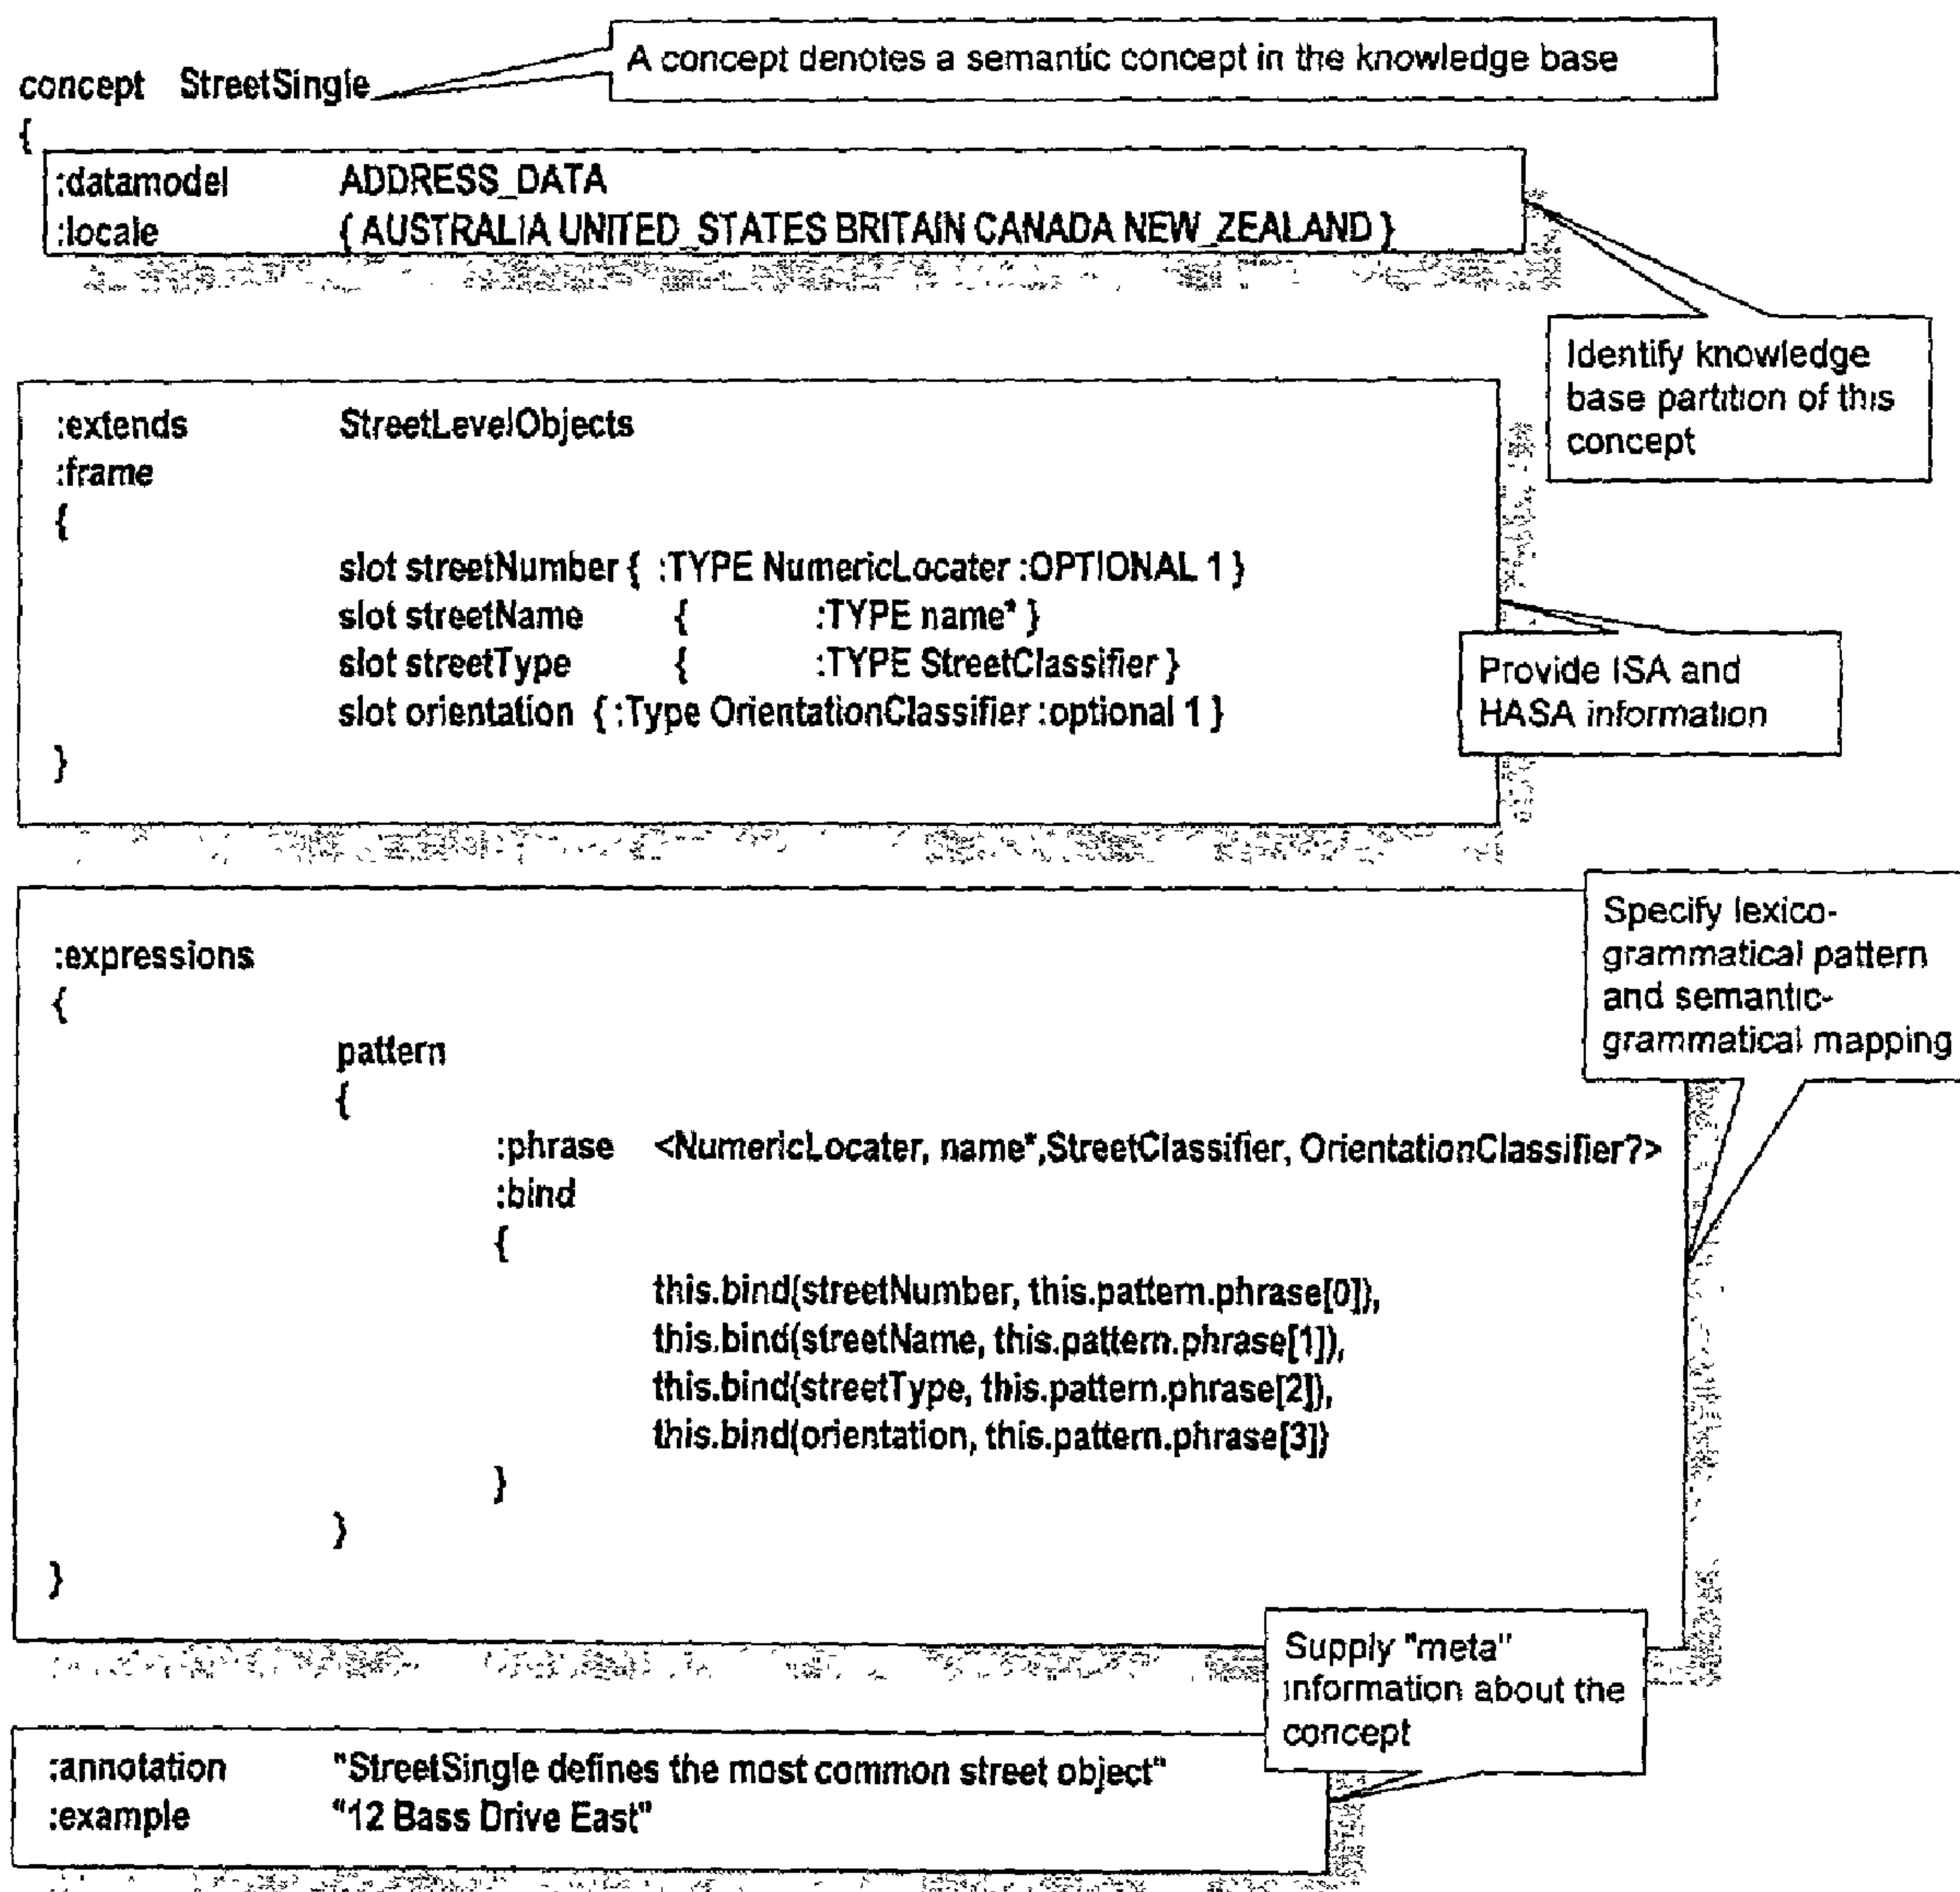 A concept denotes a semantic concept in the knowledge base
concept StreetSingle
{
:datamodel ADDRESS_DATA
:locale { AUSTRALIA UNITED_STATES BRITAIN CANADA NEW_ZEALAND }
Identify knowledge
base partition of this
concept
:extends StreetLevelObjects
:frame
{
slot streetNumber { :TYPE NumericLocater :OPTIONAL 1 }
slot streetName { :TYPE name* }
slot streetType { :TYPE StreetClassifier }
slot orientation { :Type OrientationClassifier :optional 1 }
}
Provide ISA and
HASA information
Specify lexico-
grammatical pattern
and semantic-
grammatical mapping
:expressions
{
pattern
{
:phrase <NumericLocater, name*,StreetClassifier, OrientationClassifier?>
:bind
{
this.bind(streetNumber, this.pattern.phrase[0]),
this.bind(streetName, this.pattern.phrase[1]),
this.bind(streetType, this.pattern.phrase[2]),
this.bind(orientation, this.pattern.phrase[3])
}
}
}
Supply "meta"
information about the
concept
:annotation "StreetSingle defines the most common street object"
:example "12 Bass Drive East"